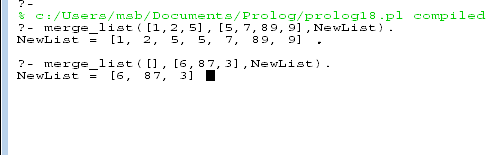 ?-
% c:/Users/msb/Documents/Prolog/prolog18.pl compiled
?- merge_list([1,2,5], [5,7,89,9],NewList).
NewList = [1, 2, 5, 5, 7, 89, 9] .
?- merge_list([], [6,87,3],NewList).
NewList = [6, 87, 3]